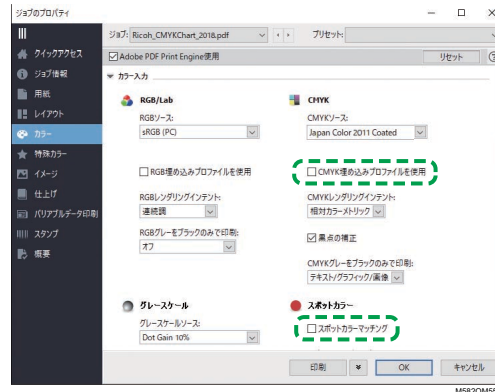 ジョブのプロパティ
ジョブ: Ricoh_CMYKChart_2018.pdf
プリセット:
クイックアクセス
ジョブ情報
用紙
レイアウト
カラー
特殊カラー
イメージ
仕上げ
バリアブルデータ印刷
スタンプ
概要
Adobe PDF Print Engine使用
リセット
カラー入力
RGB/Lab
RGBソース:
sRGB (PC)
RGB埋め込みプロファイルを使用
RGBレンダリングインテント:
連続調
RGBグレーをブラックのみで印刷:
オフ
グレースケール
グレースケールソース:
Dot Gain 10%
CMYK
CMYKソース:
Japan Color 2011 Coated
CMYK埋め込みプロファイルを使用
CMYKレンダリングインテント:
相対カラーメトリック
黒点の補正
CMYKグレーをブラックのみで印刷:
テキスト/グラフィック/画像
スポットカラー
スポットカラーマッチング
印刷
OK
キャンセル